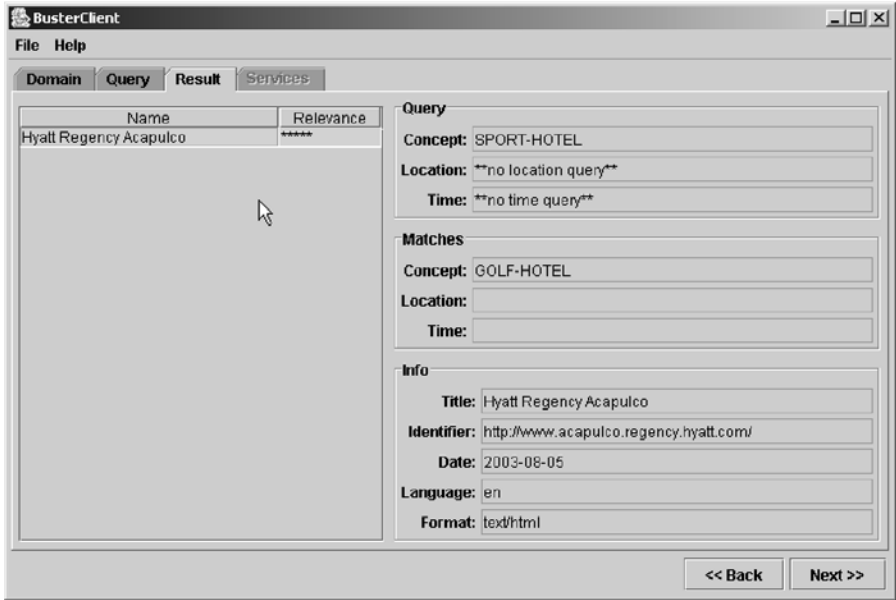 BusterClient
File Help
Domain Query Result Services
Name Relevance
Hyatt Regency Acapulco *****
Query
Concept: SPORT-HOTEL
Location: **no location query**
Time: **no time query**
Matches
Concept: GOLF-HOTEL
Location:
Time:
Info
Title: Hyatt Regency Acapulco
Identifier: http://www.acapulco.regency.hyatt.com/
Date: 2003-08-05
Language: en
Format: text/html
<< Back Next >>